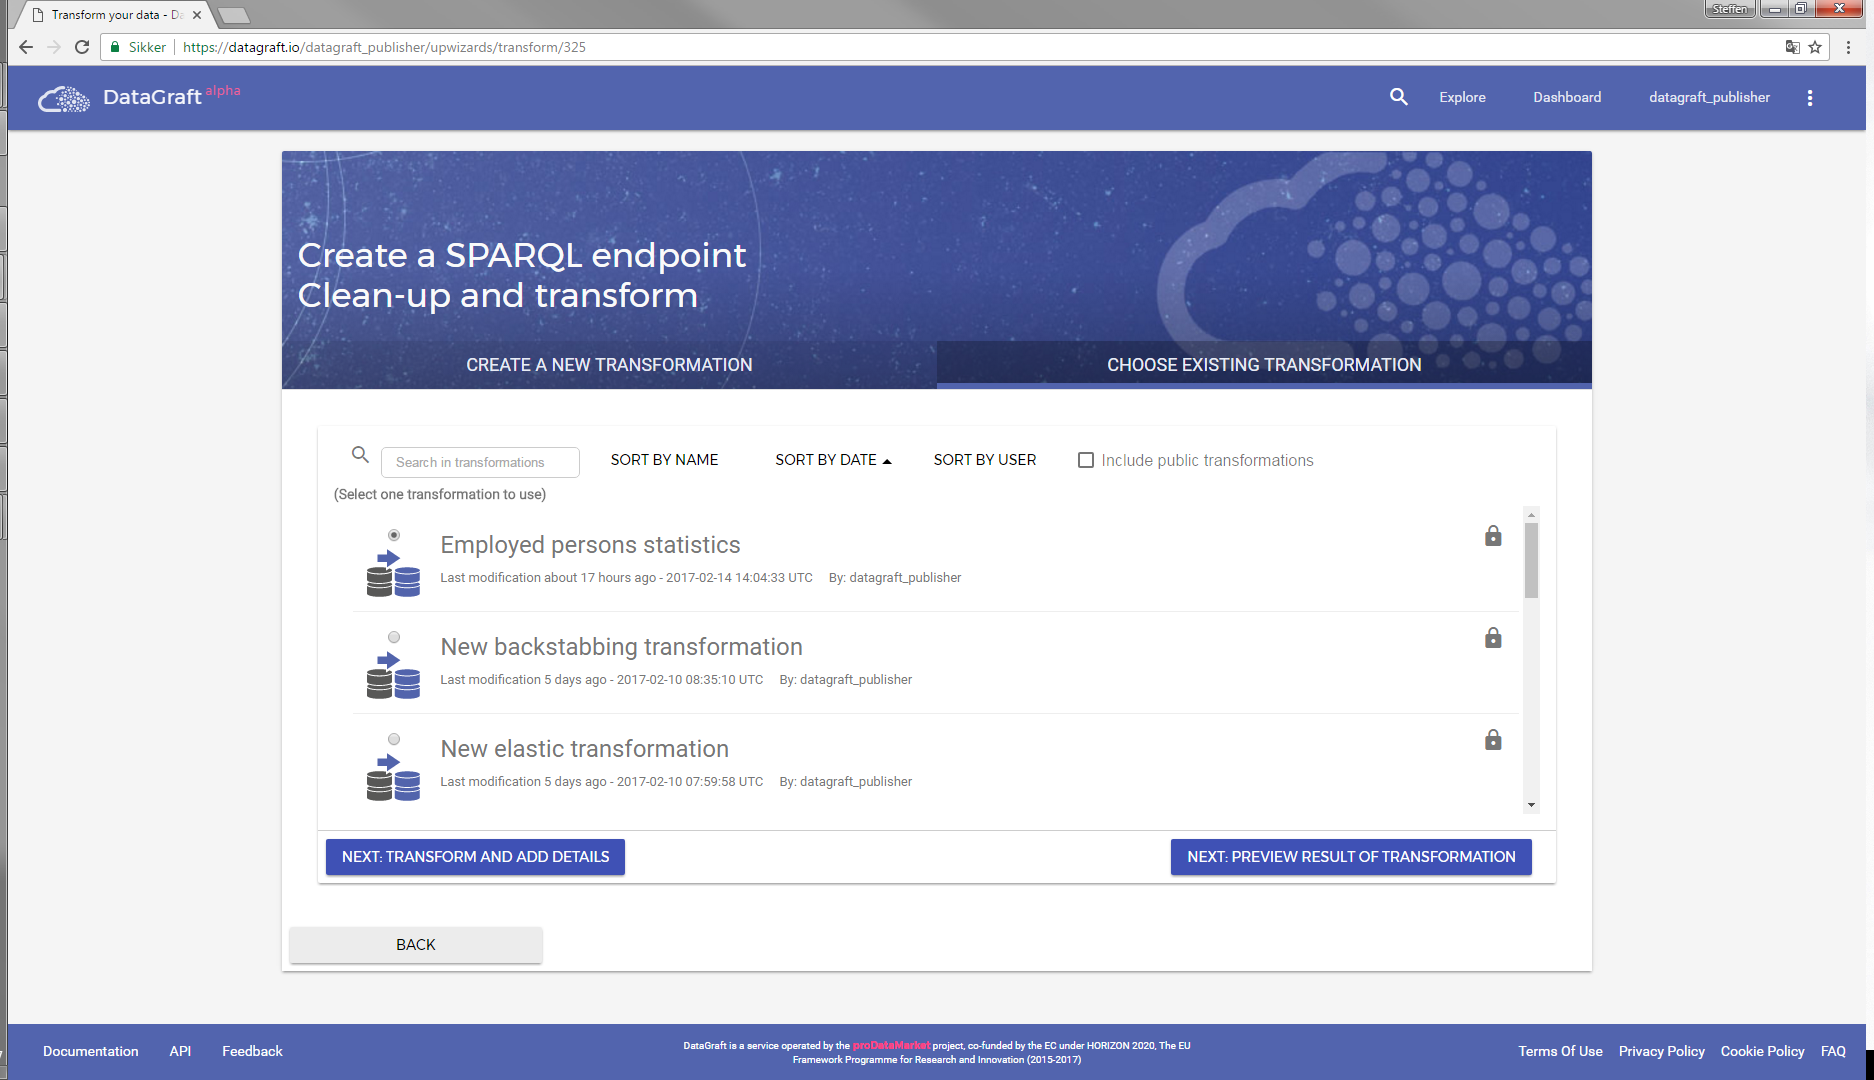 Transform your data - Da
Steffen
Sikker
https://datagraft.io/datagraft_publisher/upwizards/transform/325
DataGraft alpha
Explore
Dashboard
datagraft_publisher
Create a SPARQL endpoint
Clean-up and transform
CREATE A NEW TRANSFORMATION
CHOOSE EXISTING TRANSFORMATION
Search in transformations
SORT BY NAME
SORT BY DATE
SORT BY USER
Include public transformations
(Select one transformation to use)
Employed persons statistics
Last modification about 17 hours ago - 2017-02-14 14:04:33 UTC By: datagraft_publisher
New backstabbing transformation
Last modification 5 days ago - 2017-02-10 08:35:10 UTC By: datagraft_publisher
New elastic transformation
Last modification 5 days ago - 2017-02-10 07:59:58 UTC By: datagraft_publisher
NEXT: TRANSFORM AND ADD DETAILS
NEXT: PREVIEW RESULT OF TRANSFORMATION
BACK
Documentation
API
Feedback
DataGraft is a service operated by the proDataMarket project, co-funded by the EC under HORIZON 2020, The EU
Framework Programme for Research and Innovation (2015-2017)
Terms Of Use
Privacy Policy
Cookie Policy
FAQ